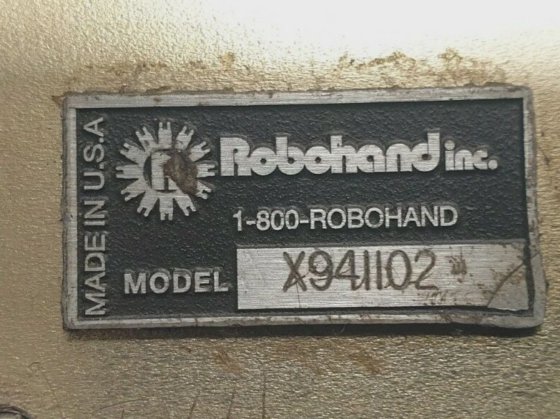 MADE IN U.S.A
R
Robohand inc.
1-800-ROBOHAND
MODEL X941102